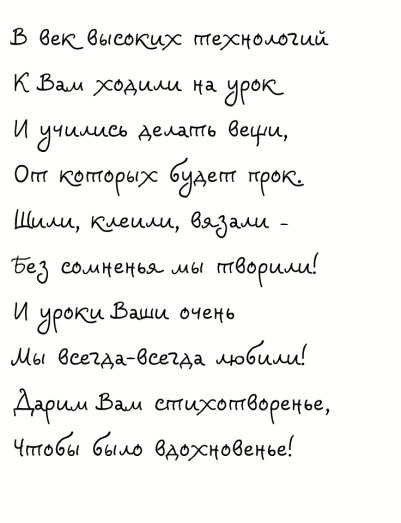 В век высоких технологий
К Вам ходили на урок
И учились делать вещи,
От которых будет прок.
Шили, клеили, вязали -
Без сомненья мы творили!
И уроки Ваши очень
Мы всегда-всегда любили!
Дарим Вам стихотворенье,
Чтобы было вдохновенье!